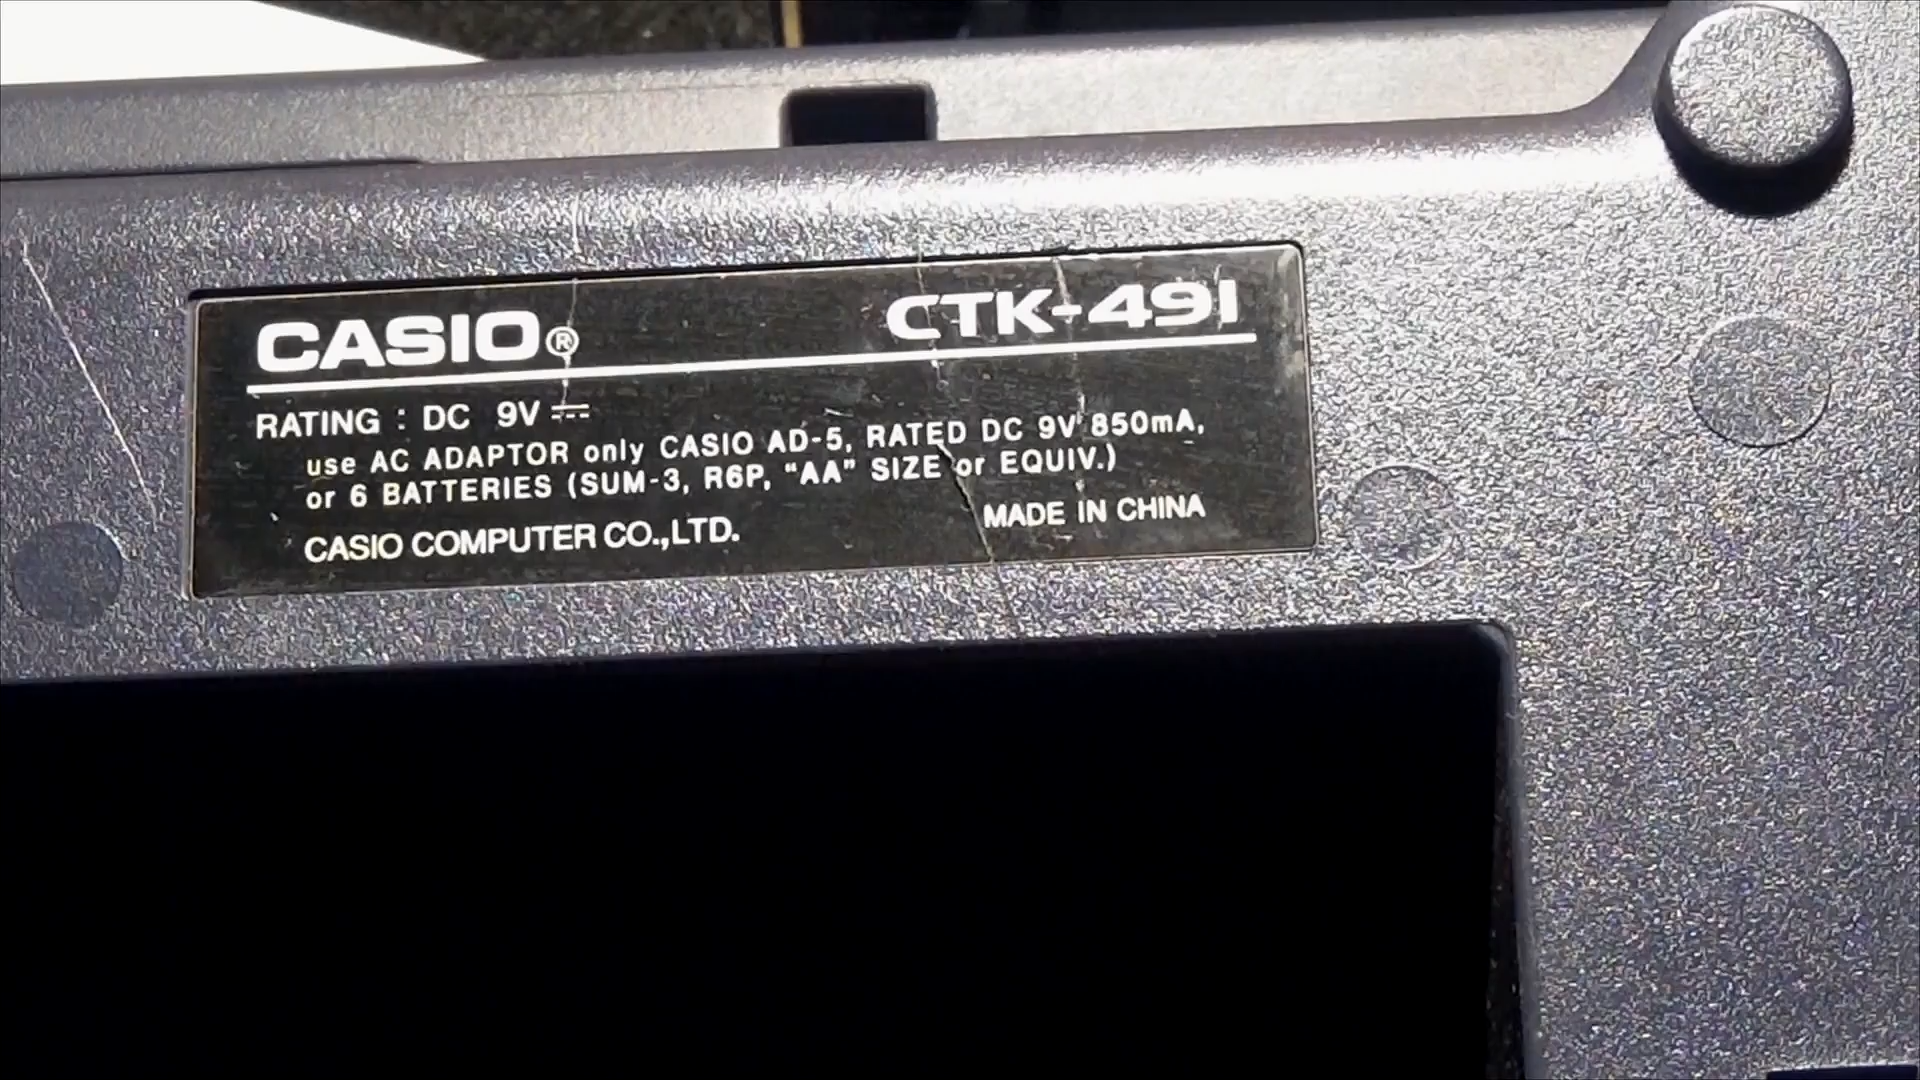 CASIO® CTK-491
RATING : DC 9V ⎓
use AC ADAPTOR only CASIO AD-5, RATED DC 9V 850mA,
or 6 BATTERIES (SUM-3, R6P, “AA” SIZE or EQUIV.)
CASIO COMPUTER CO.,LTD. MADE IN CHINA